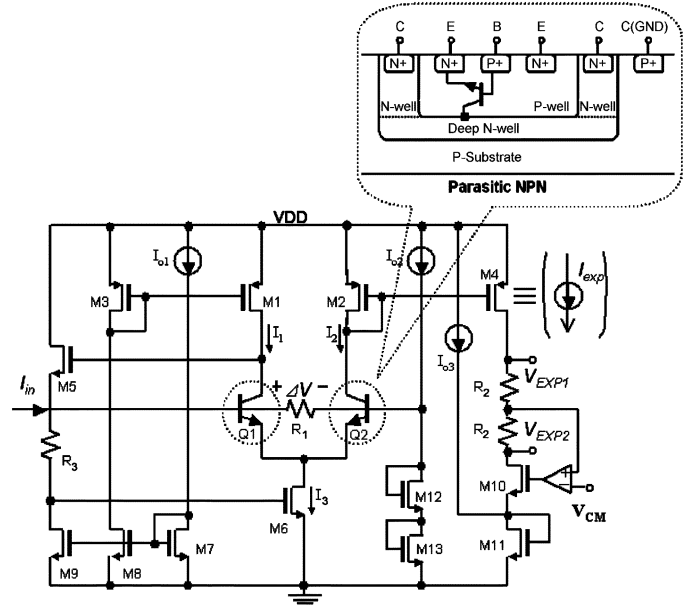 C E B E C C(GND)
N+ N+ P+ N+ N+ P+
N-well P-well N-well
Deep N-well
P-Substrate
Parasitic NPN
VDD
Io1 Io2 M4 Iexp
M3 M1 M2
I1 I2 Io3
M5 VEXP1
Iin + ΔV − R2
Q1 R1 Q2 R2 VEXP2
R3
I3 M12 M10 + −
M6 VCM
M9 M8 M7 M13 M11